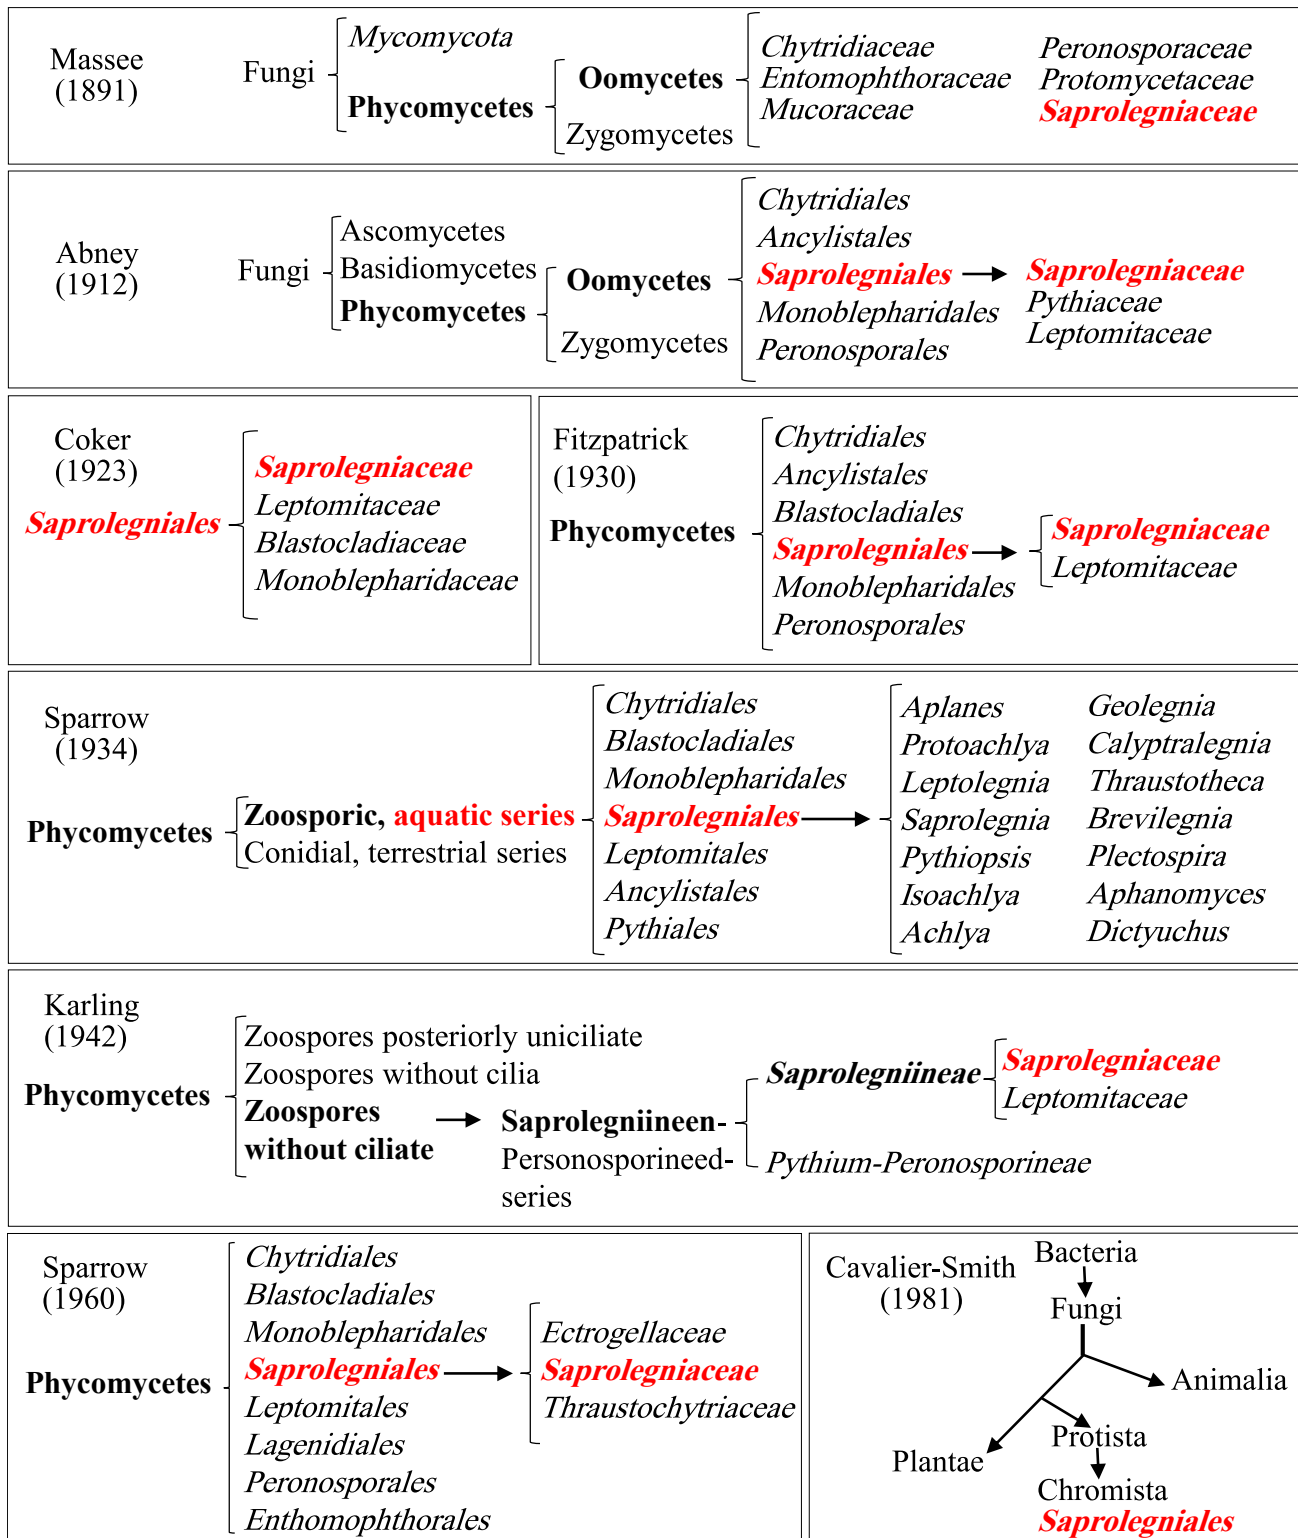 Massee
(1891)
Fungi
Mycomycota
Phycomycetes
Oomycetes
Zygomycetes
Chytridiaceae
Entomophthoraceae
Mucoraceae
Peronosporaceae
Protomycetaceae
Saprolegniaceae
Abney
(1912)
Fungi
Ascomycetes
Basidiomycetes
Phycomycetes
Oomycetes
Zygomycetes
Chytridiales
Ancylistales
Saprolegniales
Monoblepharidales
Peronosporales
Saprolegniaceae
Pythiaceae
Leptomitaceae
Coker
(1923)
Saprolegniales
Saprolegniaceae
Leptomitaceae
Blastocladiaceae
Monoblepharidaceae
Fitzpatrick
(1930)
Phycomycetes
Chytridiales
Ancylistales
Blastocladiales
Saprolegniales
Monoblepharidales
Peronosporales
Saprolegniaceae
Leptomitaceae
Sparrow
(1934)
Phycomycetes
Zoosporic, aquatic series
Conidial, terrestrial series
Chytridiales
Blastocladiales
Monoblepharidales
Saprolegniales
Leptomitales
Ancylistales
Pythiales
Aplanes
Protoachlya
Leptolegnia
Saprolegnia
Pythiopsis
Isoachlya
Achlya
Geolegnia
Calyptralegnia
Thraustotheca
Brevilegnia
Plectospira
Aphanomyces
Dictyuchus
Karling
(1942)
Phycomycetes
Zoospores posteriorly uniciliate
Zoospores without cilia
Zoospores
without ciliate
Saprolegniineen-
Personosporineed-
series
Saprolegniineae
Pythium-Peronosporineae
Saprolegniaceae
Leptomitaceae
Sparrow
(1960)
Phycomycetes
Chytridiales
Blastocladiales
Monoblepharidales
Saprolegniales
Leptomitales
Lagenidiales
Peronosporales
Enthomophthorales
Ectrogellaceae
Saprolegniaceae
Thraustochytriaceae
Cavalier-Smith
(1981)
Bacteria
Fungi
Animalia
Plantae
Protista
Chromista
Saprolegniales